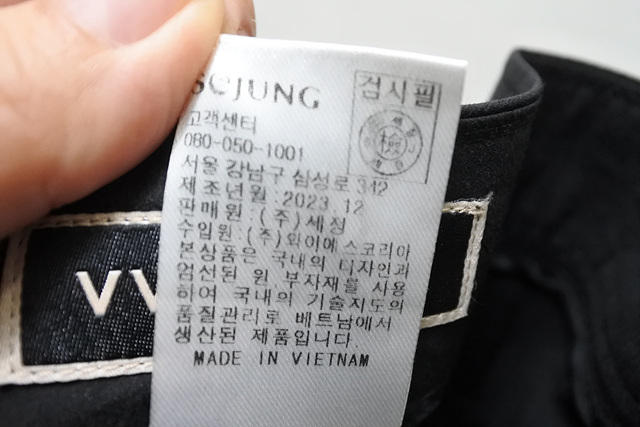 SEJUNG
검시필
고객센터
080-050-1001
서울 강남구 삼성로 342
제조년월:2023.12
판매원:(주)세정
수입원:(주)와이에스코리아
본상품은 국내의 디자인과
엄선된 원 부자재를 사용
하여 국내의 기술지도의
품질관리로 베트남에서
생산된 제품입니다.
MADE IN VIETNAM